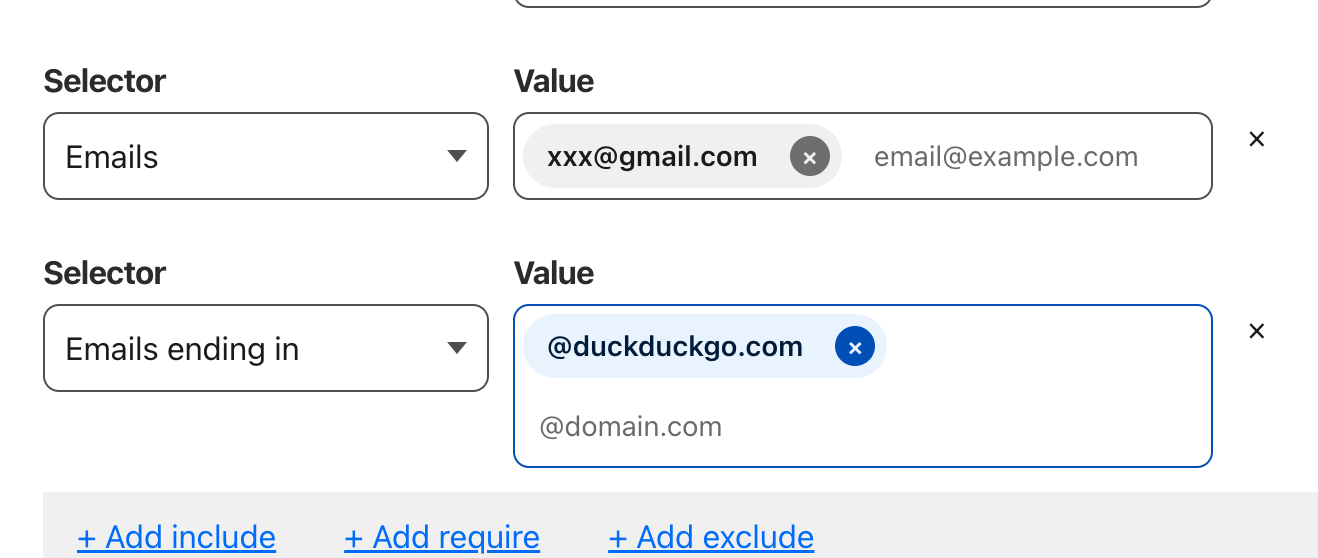 Selector Value
Emails xxx@gmail.com × email@example.com ×
Selector Value
Emails ending in @duckduckgo.com × ×
@domain.com
+ Add include + Add require + Add exclude